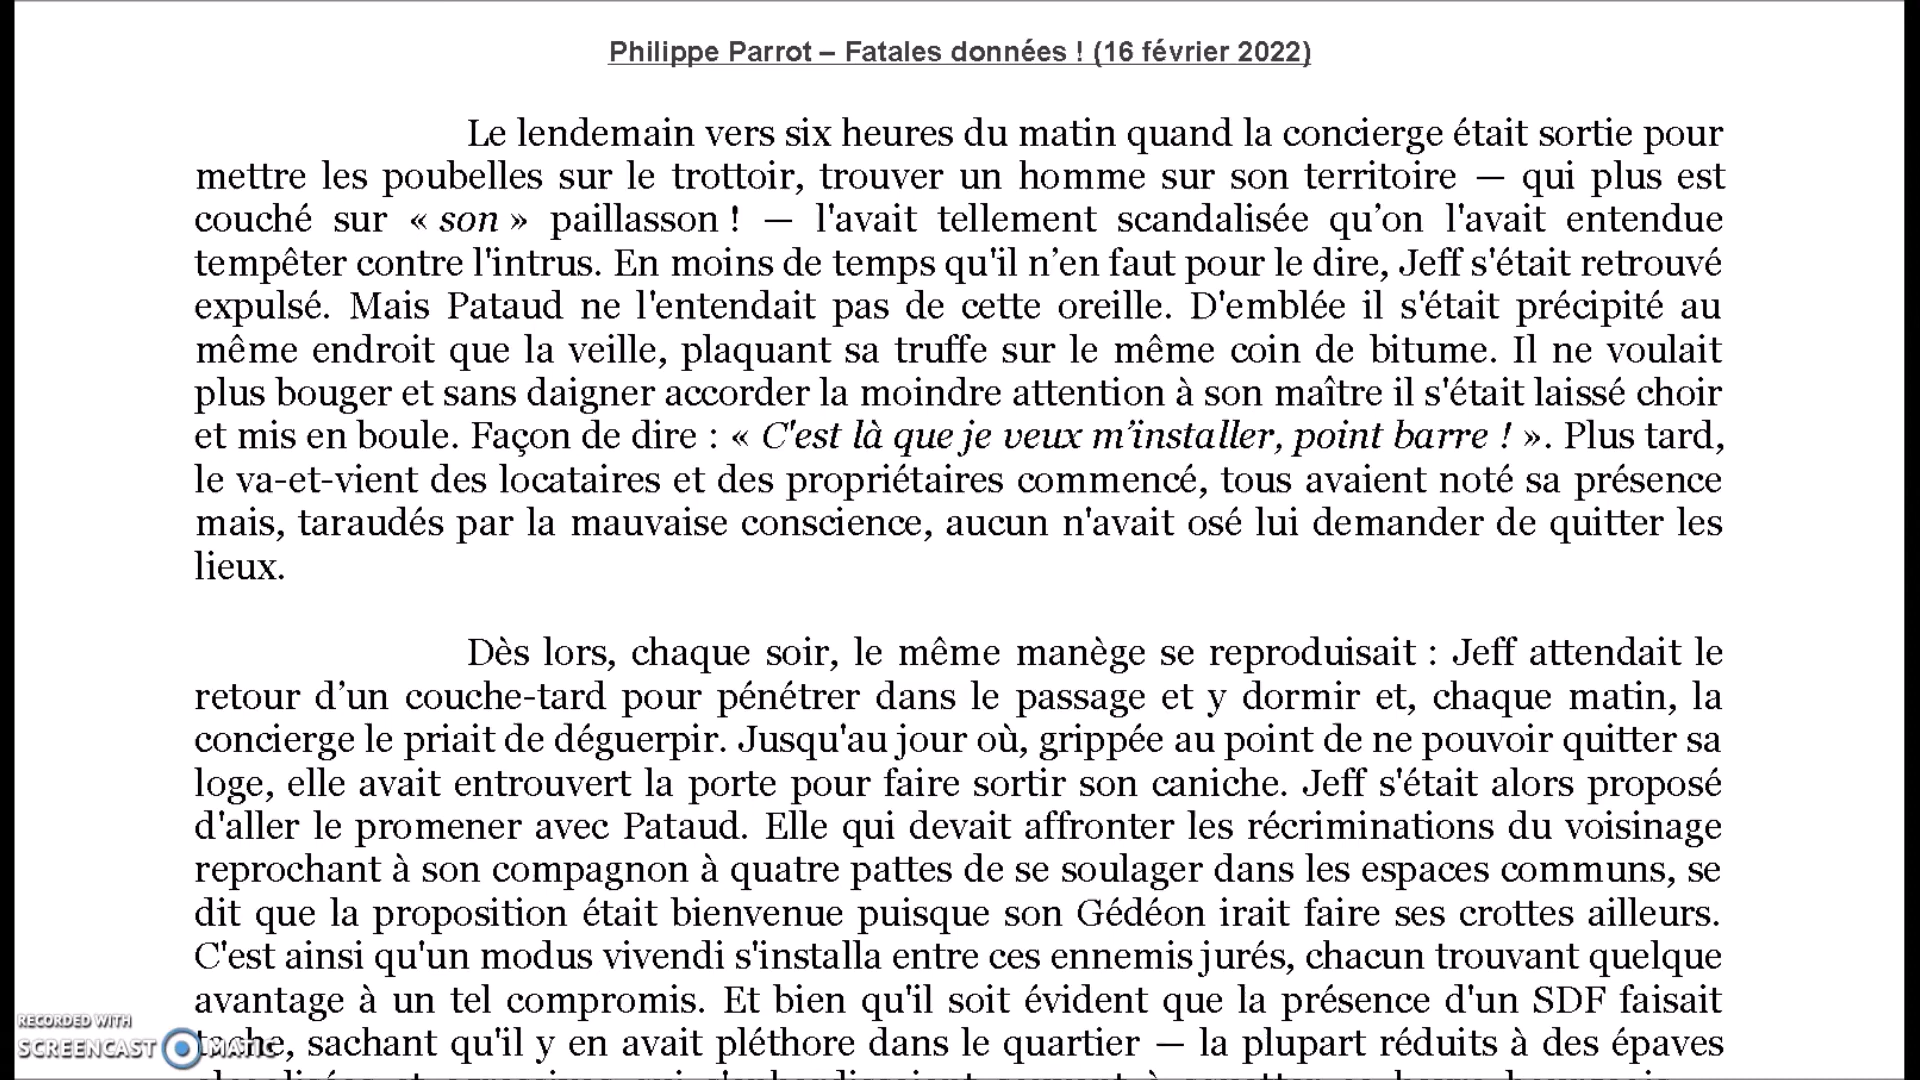 Philippe Parrot – Fatales données ! (16 février 2022)
Le lendemain vers six heures du matin quand la concierge était sortie pour
mettre les poubelles sur le trottoir, trouver un homme sur son territoire — qui plus est
couché sur « son » paillasson ! — l'avait tellement scandalisée qu’on l'avait entendue
tempêter contre l'intrus. En moins de temps qu'il n’en faut pour le dire, Jeff s'était retrouvé
expulsé. Mais Pataud ne l'entendait pas de cette oreille. D'emblée il s'était précipité au
même endroit que la veille, plaquant sa truffe sur le même coin de bitume. Il ne voulait
plus bouger et sans daigner accorder la moindre attention à son maître il s'était laissé choir
et mis en boule. Façon de dire : « C'est là que je veux m’installer, point barre ! ». Plus tard,
le va-et-vient des locataires et des propriétaires commencé, tous avaient noté sa présence
mais, taraudés par la mauvaise conscience, aucun n'avait osé lui demander de quitter les
lieux.
Dès lors, chaque soir, le même manège se reproduisait : Jeff attendait le
retour d’un couche-tard pour pénétrer dans le passage et y dormir et, chaque matin, la
concierge le priait de déguerpir. Jusqu'au jour où, grippée au point de ne pouvoir quitter sa
loge, elle avait entrouvert la porte pour faire sortir son caniche. Jeff s'était alors proposé
d'aller le promener avec Pataud. Elle qui devait affronter les récriminations du voisinage
reprochant à son compagnon à quatre pattes de se soulager dans les espaces communs, se
dit que la proposition était bienvenue puisque son Gédéon irait faire ses crottes ailleurs.
C'est ainsi qu'un modus vivendi s'installa entre ces ennemis jurés, chacun trouvant quelque
avantage à un tel compromis. Et bien qu'il soit évident que la présence d'un SDF faisait
tache, sachant qu'il y en avait pléthore dans le quartier — la plupart réduits à des épaves
RECORDED WITH
SCREENCAST MATIC